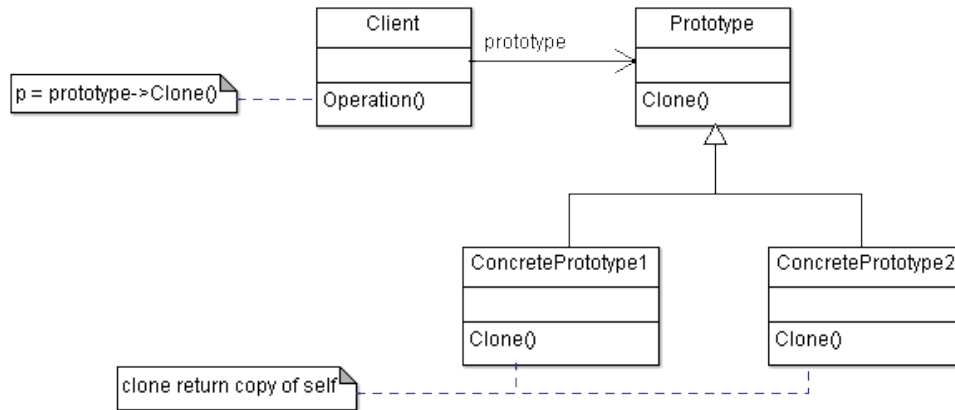 Client
Prototype
prototype
p = prototype->Clone()
Operation()
Clone()
ConcretePrototype1
ConcretePrototype2
Clone()
Clone()
clone return copy of self